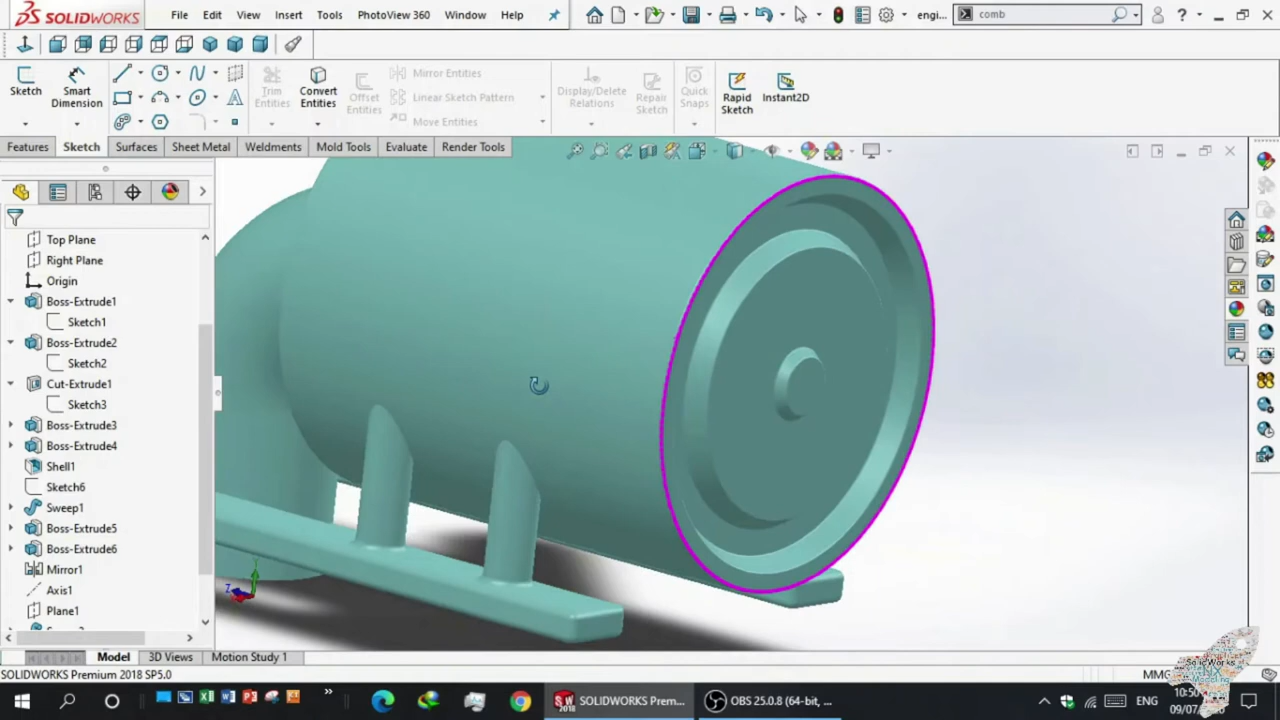 SOLIDWORKS File Edit View Insert Tools PhotoView 360 Window Help engi... comb
Sketch Smart Dimension Trim Entities Convert Entities Offset Entities Mirror Entities Linear Sketch Pattern Move Entities Display/Delete Relations Repair Sketch Quick Snaps Rapid Sketch Instant2D
Features Sketch Surfaces Sheet Metal Weldments Mold Tools Evaluate Render Tools
Top Plane
Right Plane
Origin
Boss-Extrude1
Sketch1
Boss-Extrude2
Sketch2
Cut-Extrude1
Sketch3
Boss-Extrude3
Boss-Extrude4
Shell1
Sketch6
Sweep1
Boss-Extrude5
Boss-Extrude6
Mirror1
Axis1
Plane1
Model 3D Views Motion Study 1
SOLIDWORKS Premium 2018 SP5.0
SOLIDWORKS Prem... OBS 25.0.8 (64-bit, ... ENG